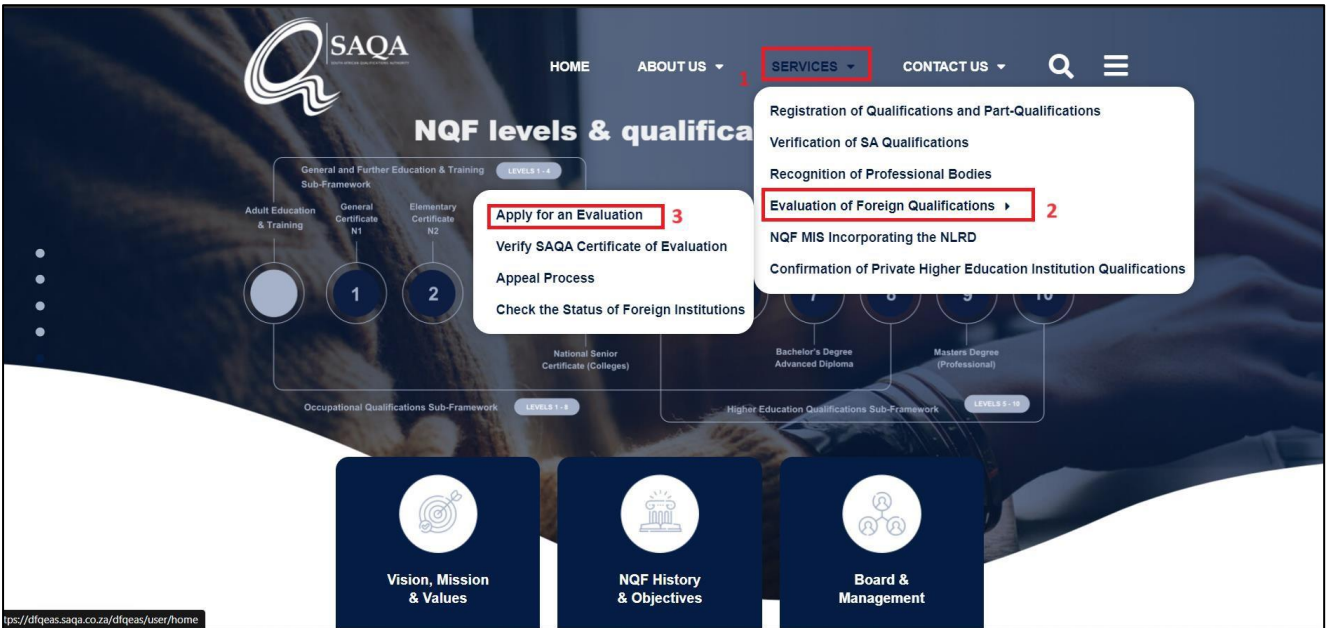 SAQA
SOUTH AFRICAN QUALIFICATIONS AUTHORITY
HOME ABOUT US SERVICES CONTACT US
1
NQF levels & qualifica
Registration of Qualifications and Part-Qualifications
Verification of SA Qualifications
Recognition of Professional Bodies
Evaluation of Foreign Qualifications
2
NQF MIS Incorporating the NLRD
Confirmation of Private Higher Education Institution Qualifications
Apply for an Evaluation
3
Verify SAQA Certificate of Evaluation
Appeal Process
Check the Status of Foreign Institutions
General and Further Education & Training
Sub-Framework
LEVELS 1 - 4
Adult Education
& Training
General
Certificate
N1
Elementary
Certificate
N2
1 2 7 8 9 10
National Senior
Certificate (Colleges)
Bachelor's Degree
Advanced Diploma
Masters Degree
(Professional)
Occupational Qualifications Sub-Framework
LEVELS 1 - 8
Higher Education Qualifications Sub-Framework
LEVELS 5 - 10
Vision, Mission
& Values
NQF History
& Objectives
Board &
Management
tps://dfqeas.saqa.co.za/dfqeas/user/home